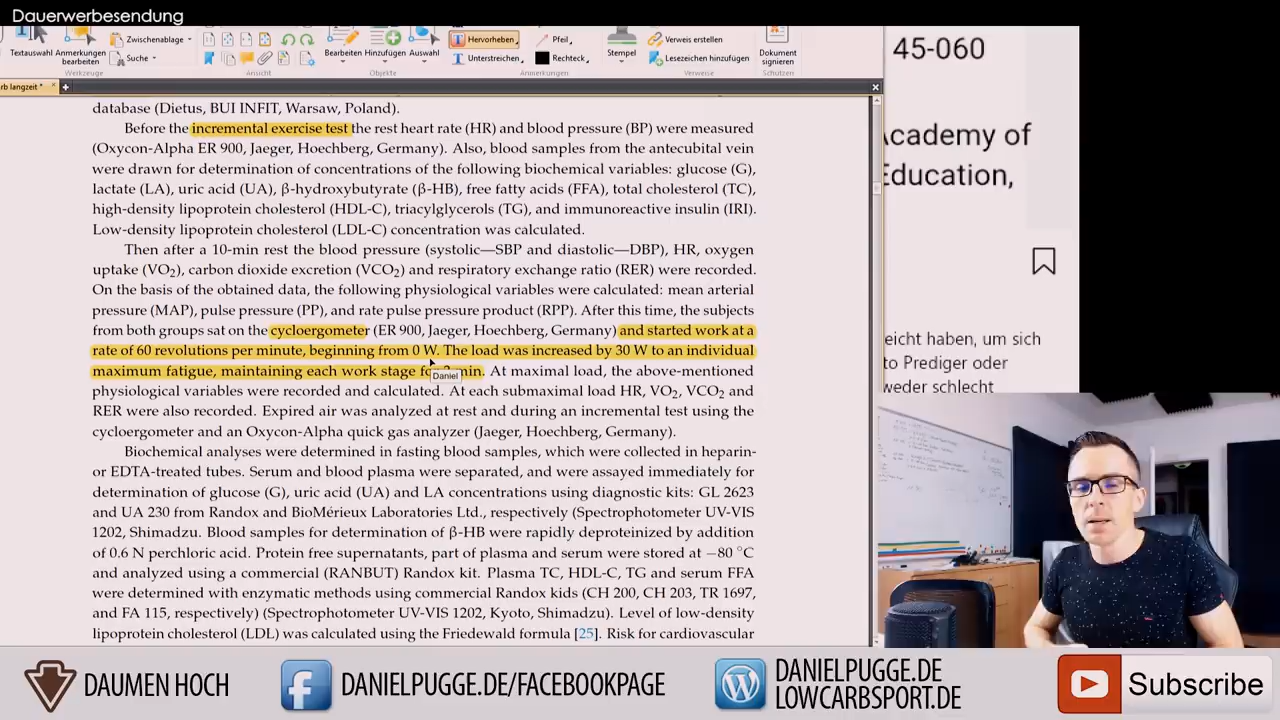 Dauerwerbesendung
Textauswahl
Anmerkungen
bearbeiten
Zwischenablage
Suche
Werkzeuge
Ansicht
Bearbeiten
Hinzufügen
Auswahl
Objekte
Hervorheben
Unterstreichen
Pfeil
Rechteck
Anmerkungen
Stempel
Verweis erstellen
Lesezeichen hinzufügen
Verweise
Dokument
signieren
Schützen
rb langzeit *
database (Dietus, BUI INFIT, Warsaw, Poland).
Before the incremental exercise test the rest heart rate (HR) and blood pressure (BP) were measured
(Oxycon-Alpha ER 900, Jaeger, Hoechberg, Germany). Also, blood samples from the antecubital vein
were drawn for determination of concentrations of the following biochemical variables: glucose (G),
lactate (LA), uric acid (UA), β-hydroxybutyrate (β-HB), free fatty acids (FFA), total cholesterol (TC),
high-density lipoprotein cholesterol (HDL-C), triacylglycerols (TG), and immunoreactive insulin (IRI).
Low-density lipoprotein cholesterol (LDL-C) concentration was calculated.
Then after a 10-min rest the blood pressure (systolic—SBP and diastolic—DBP), HR, oxygen
uptake (VO2), carbon dioxide excretion (VCO2) and respiratory exchange ratio (RER) were recorded.
On the basis of the obtained data, the following physiological variables were calculated: mean arterial
pressure (MAP), pulse pressure (PP), and rate pulse pressure product (RPP). After this time, the subjects
from both groups sat on the cycloergometer (ER 900, Jaeger, Hoechberg, Germany) and started work at a
rate of 60 revolutions per minute, beginning from 0 W. The load was increased by 30 W to an individual
maximum fatigue, maintaining each work stage for min. At maximal load, the above-mentioned
Daniel
physiological variables were recorded and calculated. At each submaximal load HR, VO2, VCO2 and
RER were also recorded. Expired air was analyzed at rest and during an incremental test using the
cycloergometer and an Oxycon-Alpha quick gas analyzer (Jaeger, Hoechberg, Germany).
Biochemical analyses were determined in fasting blood samples, which were collected in heparin-
or EDTA-treated tubes. Serum and blood plasma were separated, and were assayed immediately for
determination of glucose (G), uric acid (UA) and LA concentrations using diagnostic kits: GL 2623
and UA 230 from Randox and BioMérieux Laboratories Ltd., respectively (Spectrophotometer UV-VIS
1202, Shimadzu. Blood samples for determination of β-HB were rapidly deproteinized by addition
of 0.6 N perchloric acid. Protein free supernatants, part of plasma and serum were stored at −80 °C
and analyzed using a commercial (RANBUT) Randox kit. Plasma TC, HDL-C, TG and serum FFA
were determined with enzymatic methods using commercial Randox kids (CH 200, CH 203, TR 1697,
and FA 115, respectively) (Spectrophotometer UV-VIS 1202, Kyoto, Shimadzu). Level of low-density
lipoprotein cholesterol (LDL) was calculated using the Friedewald formula [25]. Risk for cardiovascular
45-060
Academy of
Education,
eicht haben, um sich
to Prediger oder
weder schlecht
DAUMEN HOCH
DANIELPUGGE.DE/FACEBOOKPAGE
DANIELPUGGE.DE
LOWCARBSPORT.DE
Subscribe